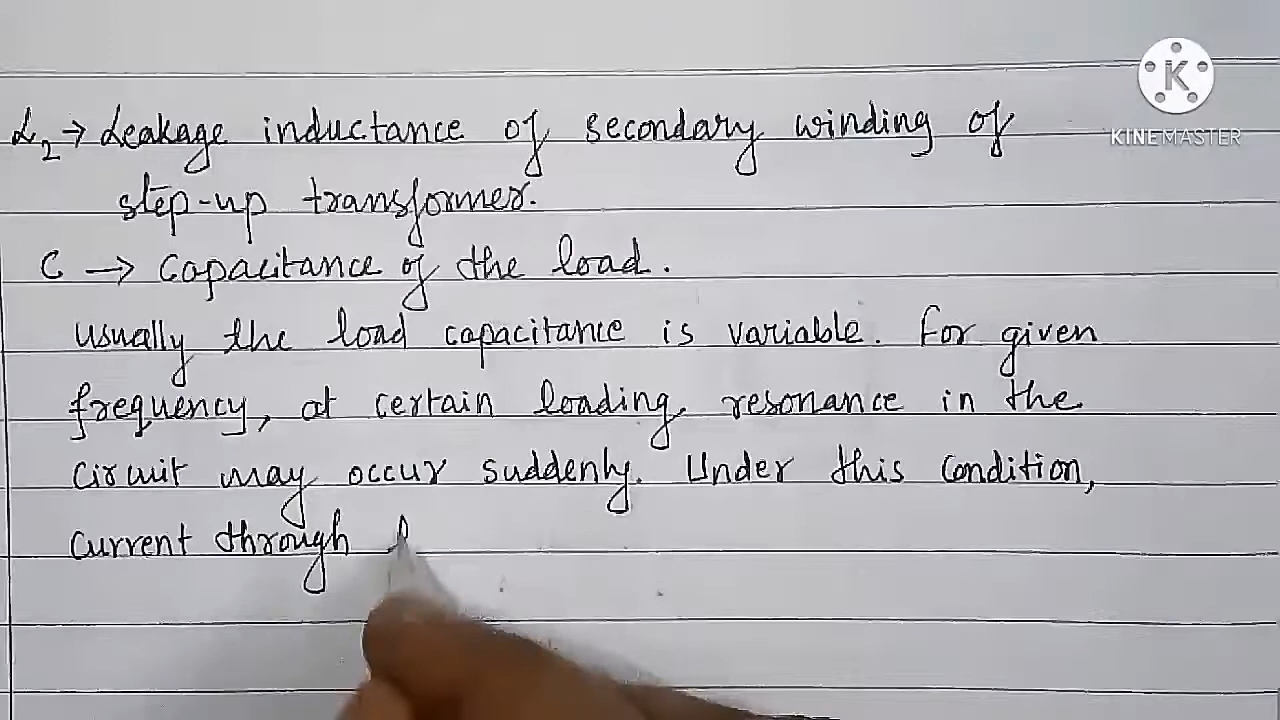 L2 → Leakage inductance of secondary winding of
step-up transformer.
C → Capacitance of the load.
Usually the load capacitance is variable. For given
frequency, at certain loading, resonance in the
circuit may occur suddenly. Under this condition,
current through
K
KINEMASTER